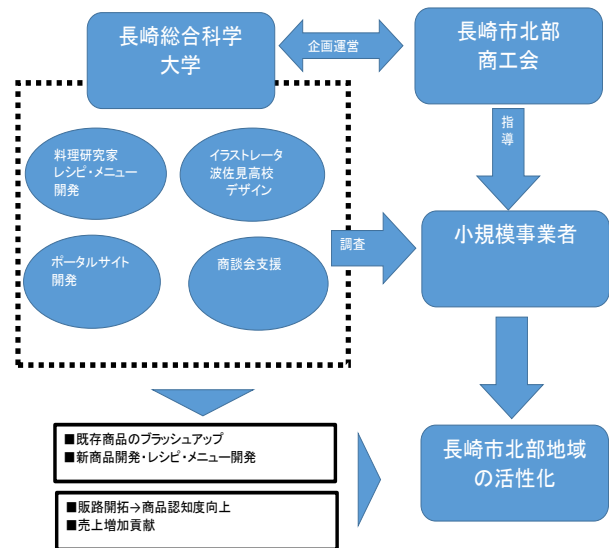 長崎総合科学
大学
企画運営
長崎市北部
商工会
指導
料理研究家
レシピ・メニュー
開発
イラストレータ
波佐見高校
デザイン
ポータルサイト
開発
商談会支援
調査
小規模事業者
■既存商品のブラッシュアップ
■新商品開発・レシピ・メニュー開発
■販路開拓→商品認知度向上
■売上増加貢献
長崎市北部地域
の活性化